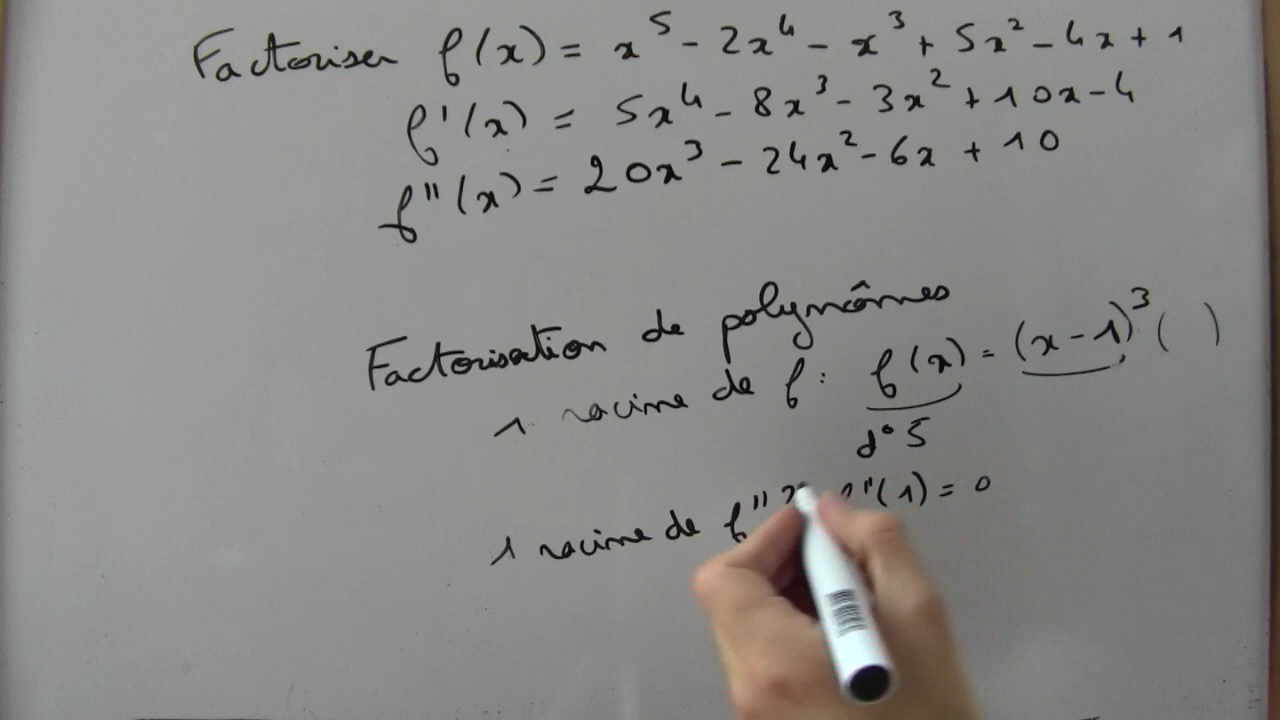 Factoriser f(x) = x⁵ - 2x⁴ - x³ + 5x² - 4x + 1
f'(x) = 5x⁴ - 8x³ - 3x² + 10x - 4
f''(x) = 20x³ - 24x² - 6x + 10
Factorisation de polynômes
1 racine de f : f(x) = (x - 1)³ ( )
d° 5
1 racine de f'' ? f''(1) = 0